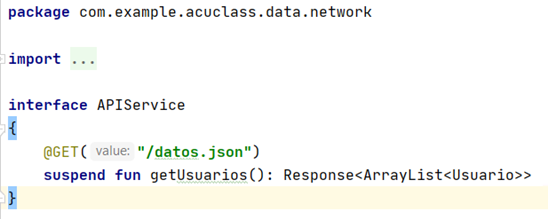 package com.example.acuclass.data.network
import ...
interface APIService
{
@GET( value: "/datos.json")
suspend fun getUsuarios(): Response<ArrayList<Usuario>>
}